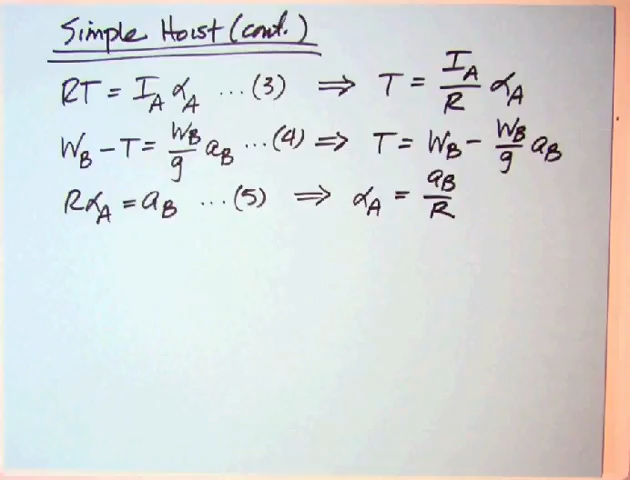 Simple Hoist (cont.)
RT = I_A α_A ... (3) ⟹ T = I_A/R α_A
W_B - T = W_B/g a_B ... (4) ⟹ T = W_B - W_B/g a_B
Rα_A = a_B ... (5) ⟹ α_A = a_B/R